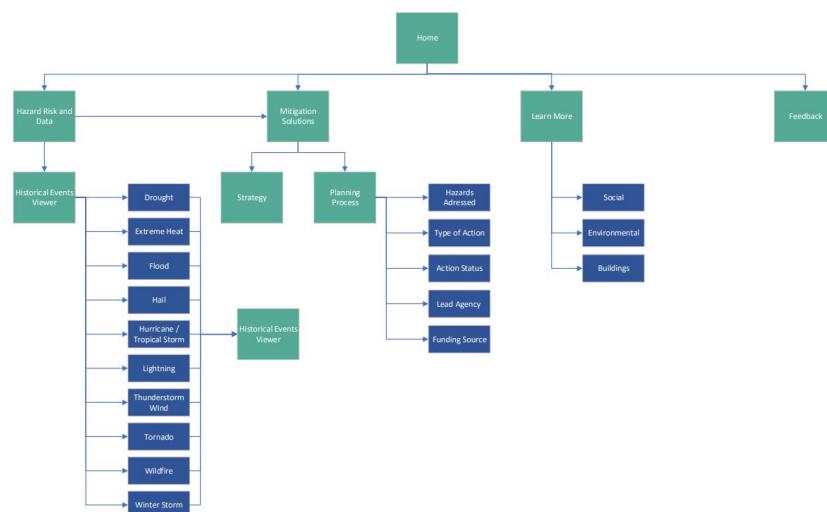 Home
Hazard Risk and
Data
Mitigation
Solutions
Learn More
Feedback
Historical Events
Viewer
Strategy
Planning
Process
Drought
Extreme Heat
Flood
Hail
Hurricane /
Tropical Storm
Lightning
Thunderstorm
WInd
Tornado
Wildfire
Winter Storm
Historical Events
Viewer
Hazards
Adressed
Type of Action
Action Status
Lead Agency
Funding Source
Social
Environmental
Buildings